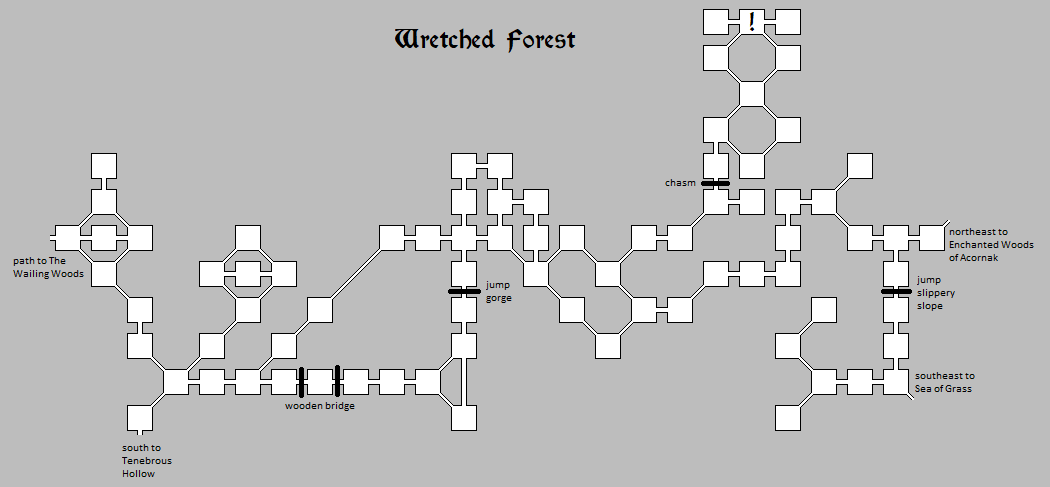 Wretched Forest
!
chasm
path to The
Wailing Woods
northeast to
Enchanted Woods
of Acornak
jump
gorge
jump
slippery
slope
wooden bridge
southeast to
Sea of Grass
south to
Tenebrous
Hollow